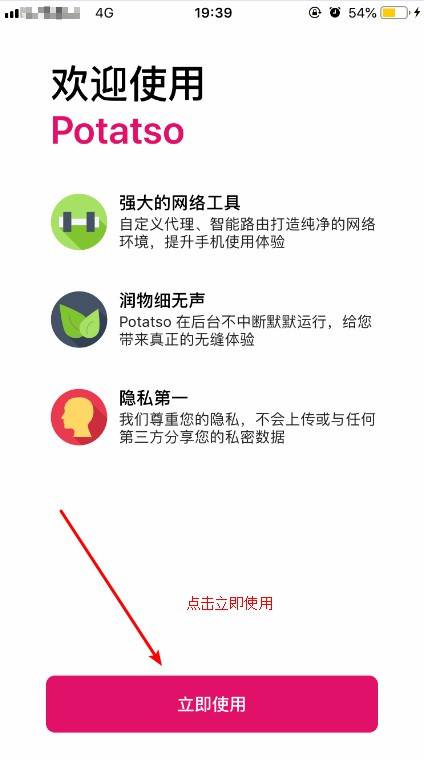 4G 19:39 54%
欢迎使用
Potatso
强大的网络工具
自定义代理、智能路由打造纯净的网络
环境，提升手机使用体验
润物细无声
Potatso 在后台不中断默默运行，给您
带来真正的无缝体验
隐私第一
我们尊重您的隐私，不会上传或与任何
第三方分享您的私密数据
点击立即使用
立即使用